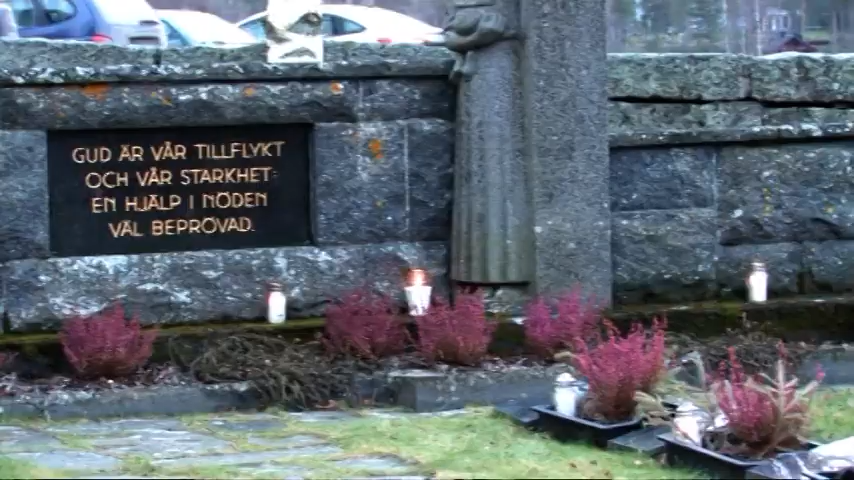 GUD ÄR VÅR TILLFLYKT
OCH VÅR STARKHET:
EN HJÄLP I NÖDEN
VÄL BEPRÖVAD.